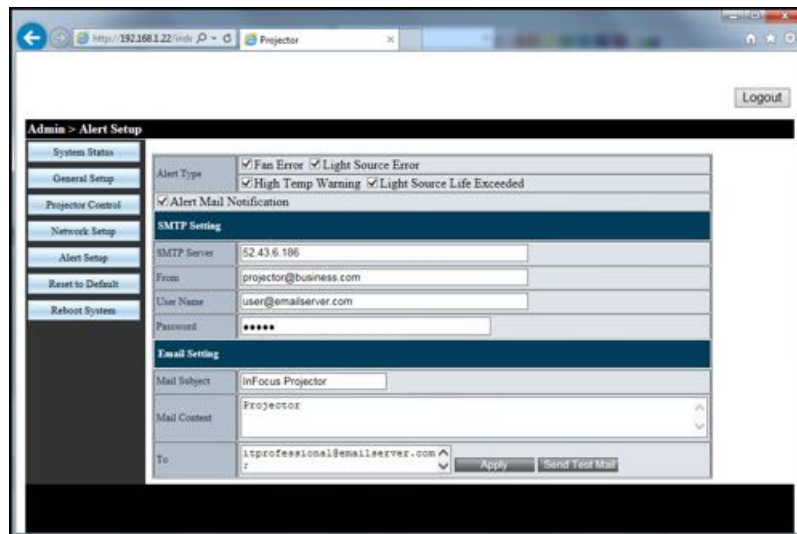 http://192.168.1.22/
Projector
Logout
Admin > Alert Setup
System Status
General Setup
Projector Control
Network Setup
Alert Setup
Reset to Default
Reboot System
Alert Type
Fan Error Light Source Error
High Temp Warning Light Source Life Exceeded
Alert Mail Notification
SMTP Setting
SMTP Server 52.43.6.186
From projector@business.com
User Name user@emailserver.com
Password •••••
Email Setting
Mail Subject InFocus Projector
Mail Content Projector
To itprofessional@emailserver.com
;
Apply Send Test Mail